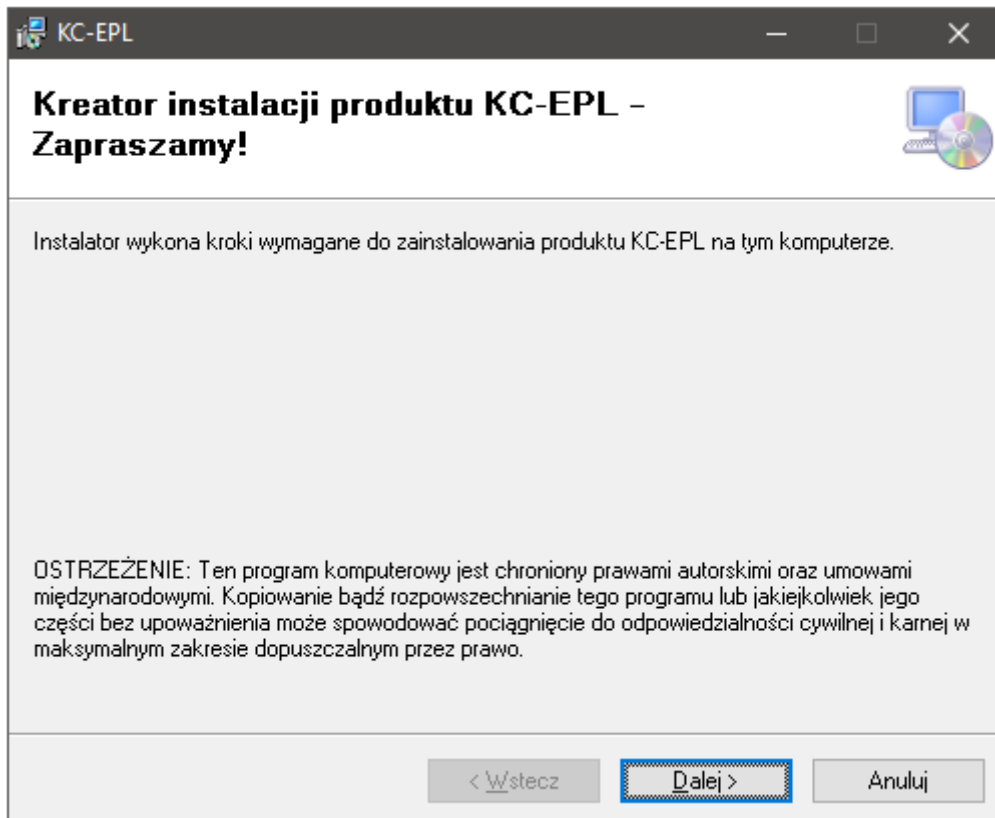 KC-EPL
Kreator instalacji produktu KC-EPL –
Zapraszamy!
Instalator wykona kroki wymagane do zainstalowania produktu KC-EPL na tym komputerze.
OSTRZEŻENIE: Ten program komputerowy jest chroniony prawami autorskimi oraz umowami
międzynarodowymi. Kopiowanie bądź rozpowszechnianie tego programu lub jakiejkolwiek jego
części bez upoważnienia może spowodować pociągnięcie do odpowiedzialności cywilnej i karnej w
maksymalnym zakresie dopuszczalnym przez prawo.
< Wstecz
Dalej >
Anuluj